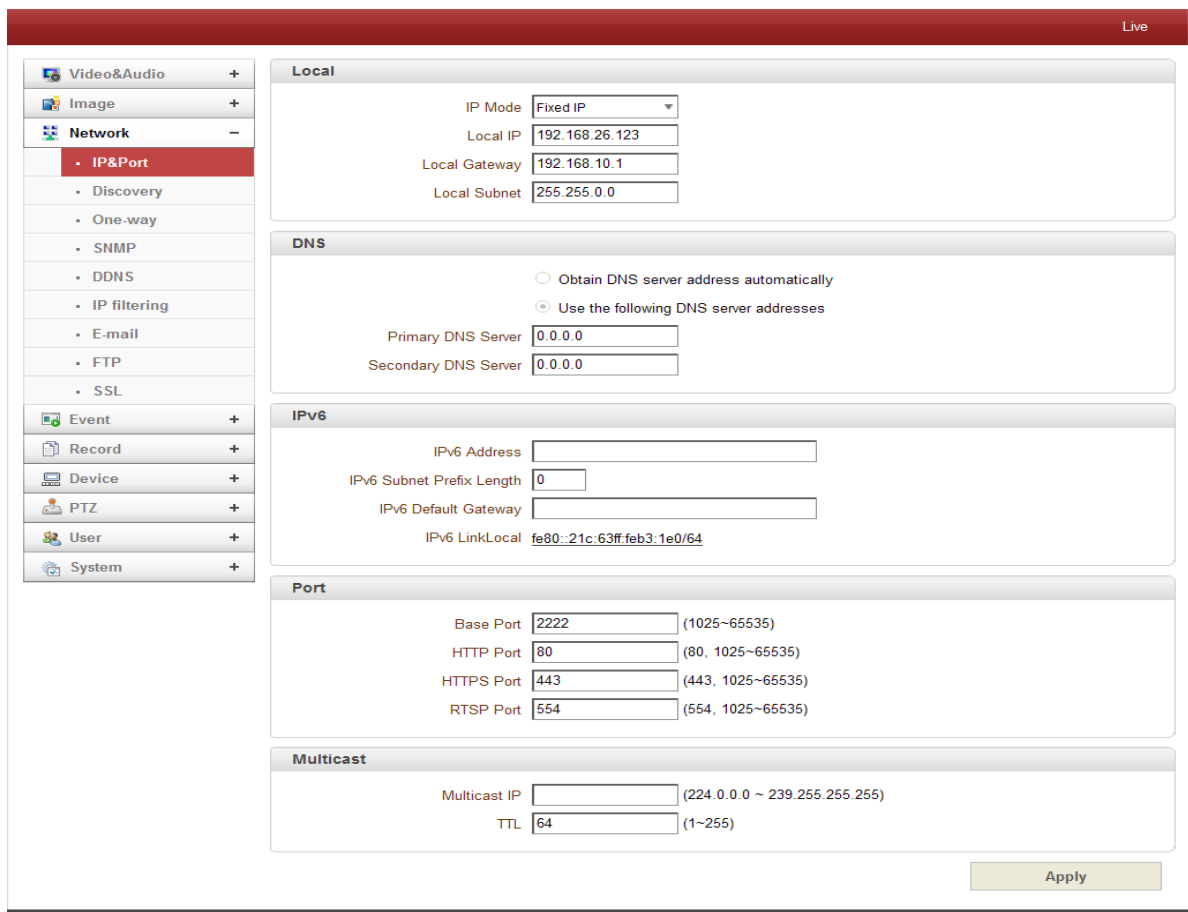 Live
Video&Audio +
Image +
Network −
IP&Port
Discovery
One-way
SNMP
DDNS
IP filtering
E-mail
FTP
SSL
Event +
Record +
Device +
PTZ +
User +
System +
Local
IP Mode Fixed IP
Local IP 192.168.26.123
Local Gateway 192.168.10.1
Local Subnet 255.255.0.0
DNS
Obtain DNS server address automatically
Use the following DNS server addresses
Primary DNS Server 0.0.0.0
Secondary DNS Server 0.0.0.0
IPv6
IPv6 Address
IPv6 Subnet Prefix Length 0
IPv6 Default Gateway
IPv6 LinkLocal fe80::21c:63ff:feb3:1e0/64
Port
Base Port 2222 (1025~65535)
HTTP Port 80 (80, 1025~65535)
HTTPS Port 443 (443, 1025~65535)
RTSP Port 554 (554, 1025~65535)
Multicast
Multicast IP (224.0.0.0 ~ 239.255.255.255)
TTL 64 (1~255)
Apply